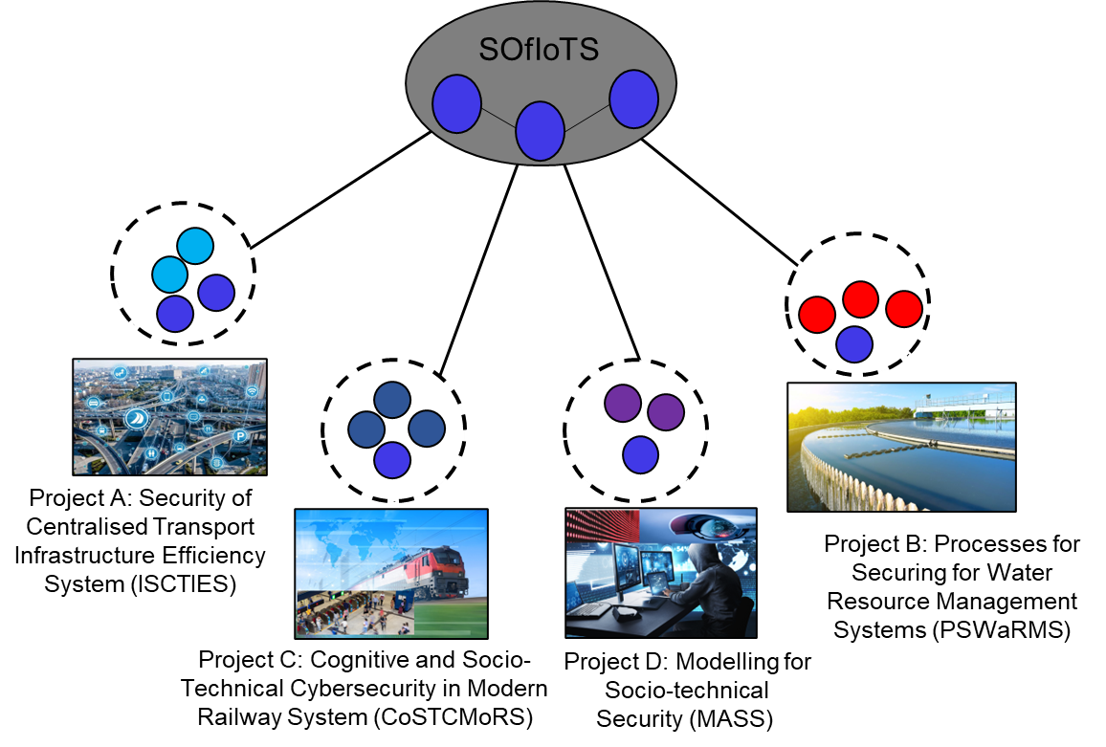 SOfIoTS
Project A: Security of
Centralised Transport
Infrastructure Efficiency
System (ISCTIES)
Project C: Cognitive and Socio-
Technical Cybersecurity in Modern
Railway System (CoSTCMoRS)
Project D: Modelling for
Socio-technical
Security (MASS)
Project B: Processes for
Securing for Water
Resource Management
Systems (PSWaRMS)